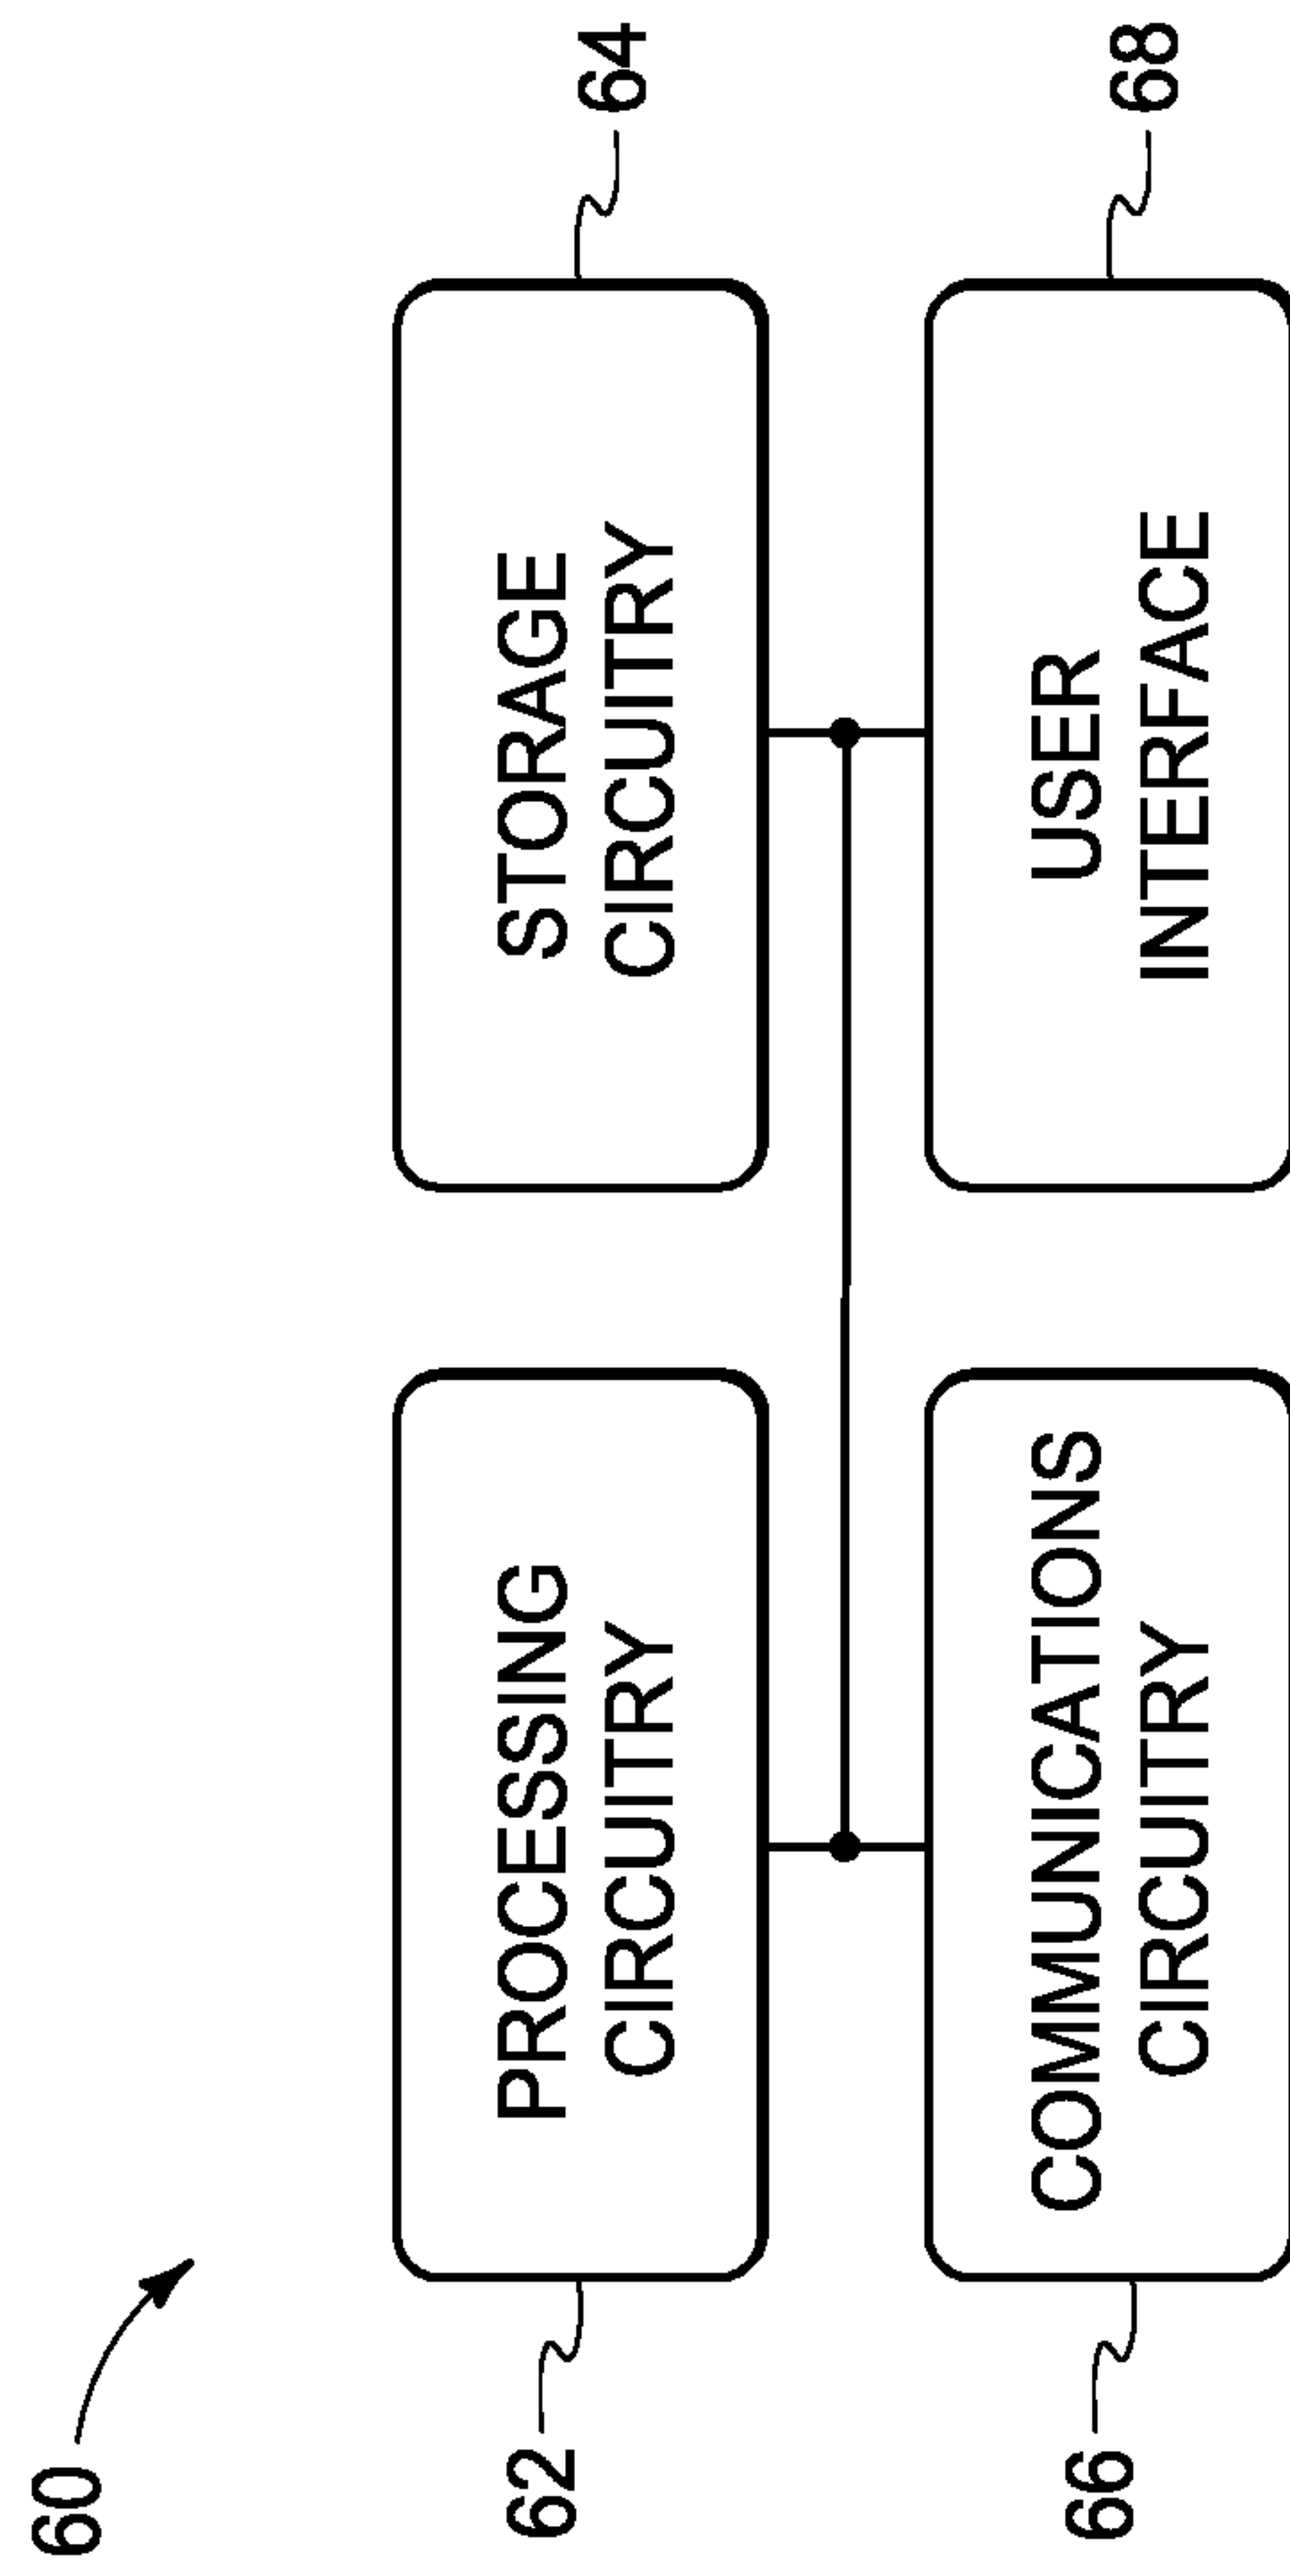 60
62
PROCESSING
CIRCUITRY
STORAGE
CIRCUITRY
64
66
COMMUNICATIONS
CIRCUITRY
USER
INTERFACE
68